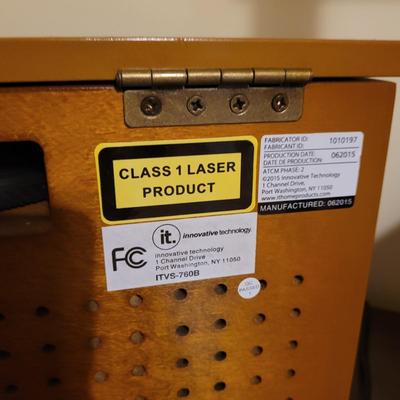 CLASS 1 LASER
PRODUCT
FABRICATOR ID: 1010197
FABRICANT ID:
PRODUCTION DATE: 062015
DATE DE PRODUCTION:
ATCM PHASE: 2
©2015 Innovative Technology
1 Channel Drive,
Port Washington, NY 11050
www.ithomeproducts.com
MANUFACTURED: 062015
it. innovative technology
FC
innovative technology
1 Channel Drive
Port Washington, NY 11050
ITVS-760B
QC
PASSED
1